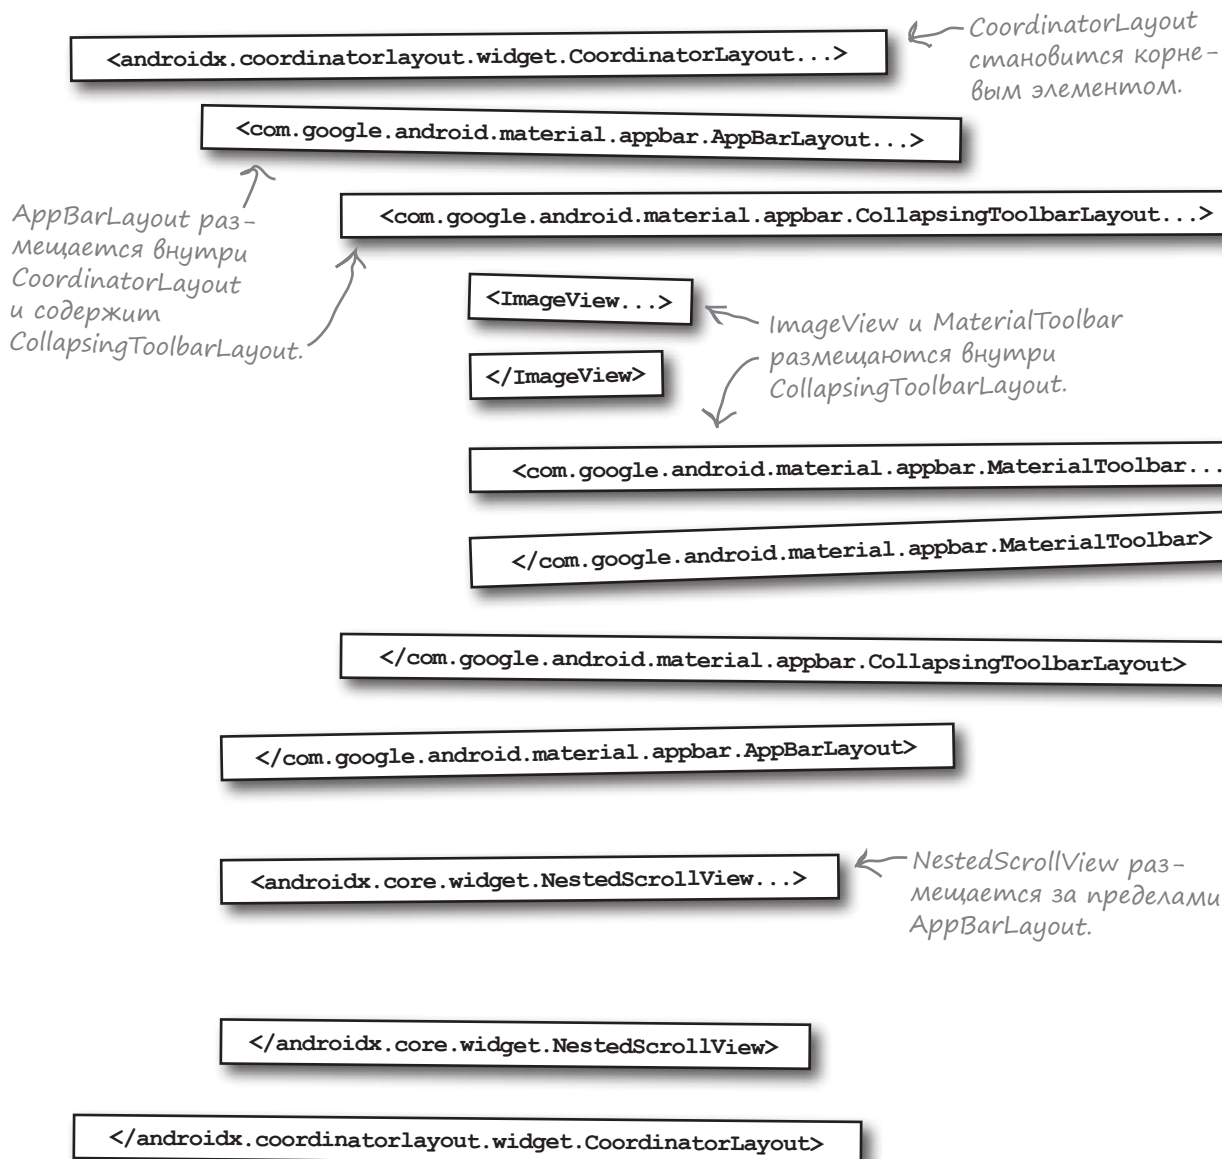 <androidx.coordinatorlayout.widget.CoordinatorLayout...>
CoordinatorLayout
становится корне-
вым элементом.
<com.google.android.material.appbar.AppBarLayout...>
AppBarLayout раз-
мещается внутри
CoordinatorLayout
и содержит
CollapsingToolbarLayout.
<com.google.android.material.appbar.CollapsingToolbarLayout...>
<ImageView...>
ImageView и MaterialToolbar
размещаются внутри
CollapsingToolbarLayout.
</ImageView>
<com.google.android.material.appbar.MaterialToolbar...
</com.google.android.material.appbar.MaterialToolbar>
</com.google.android.material.appbar.CollapsingToolbarLayout>
</com.google.android.material.appbar.AppBarLayout>
<androidx.core.widget.NestedScrollView...>
NestedScrollView раз-
мещается за пределами
AppBarLayout.
</androidx.core.widget.NestedScrollView>
</androidx.coordinatorlayout.widget.CoordinatorLayout>